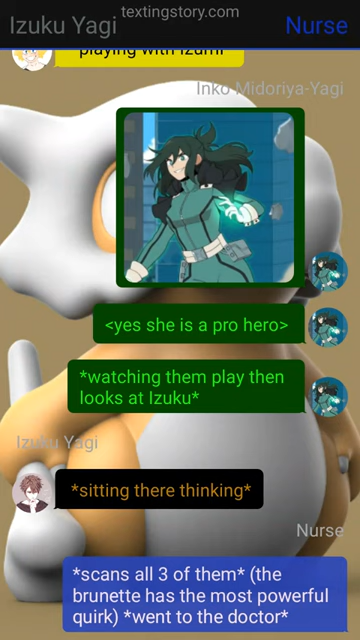 textingstory.com
Izuku Yagi
Nurse
playing with Izumi
Inko Midoriya-Yagi
<yes she is a pro hero>
*watching them play then
looks at Izuku*
Izuku Yagi
*sitting there thinking*
Nurse
*scans all 3 of them* (the
brunette has the most powerful
quirk) *went to the doctor*